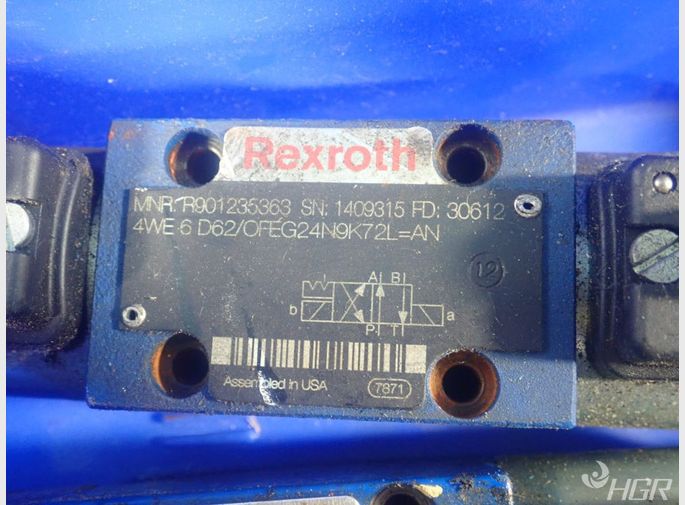 Rexroth
MNR: R901235363 SN: 1409315 FD: 30612
4WE 6 D62/OFEG24N9K72L=AN
12
A B
b a
P T
Assembled in USA
7871
HGR